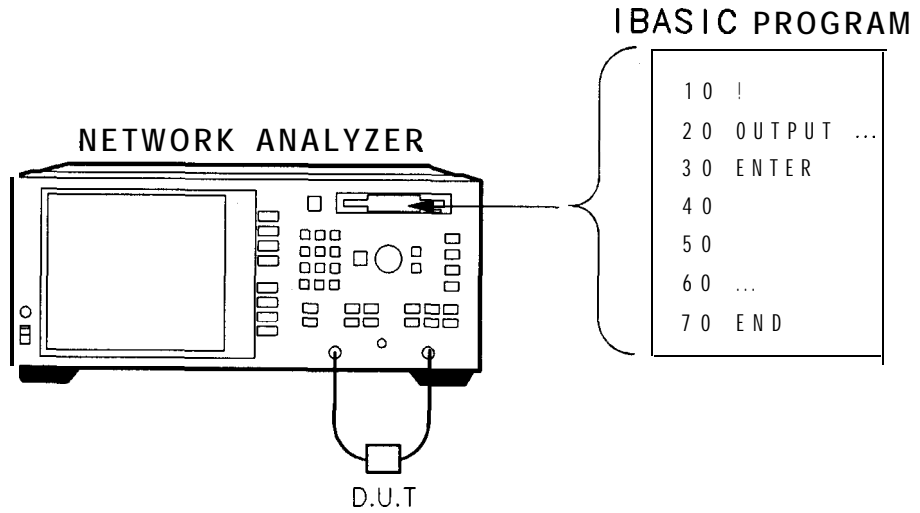 IBASIC PROGRAM
10 !
20 OUTPUT ...
30 ENTER
40
50
60 ...
70 END
NETWORK ANALYZER
D.U.T